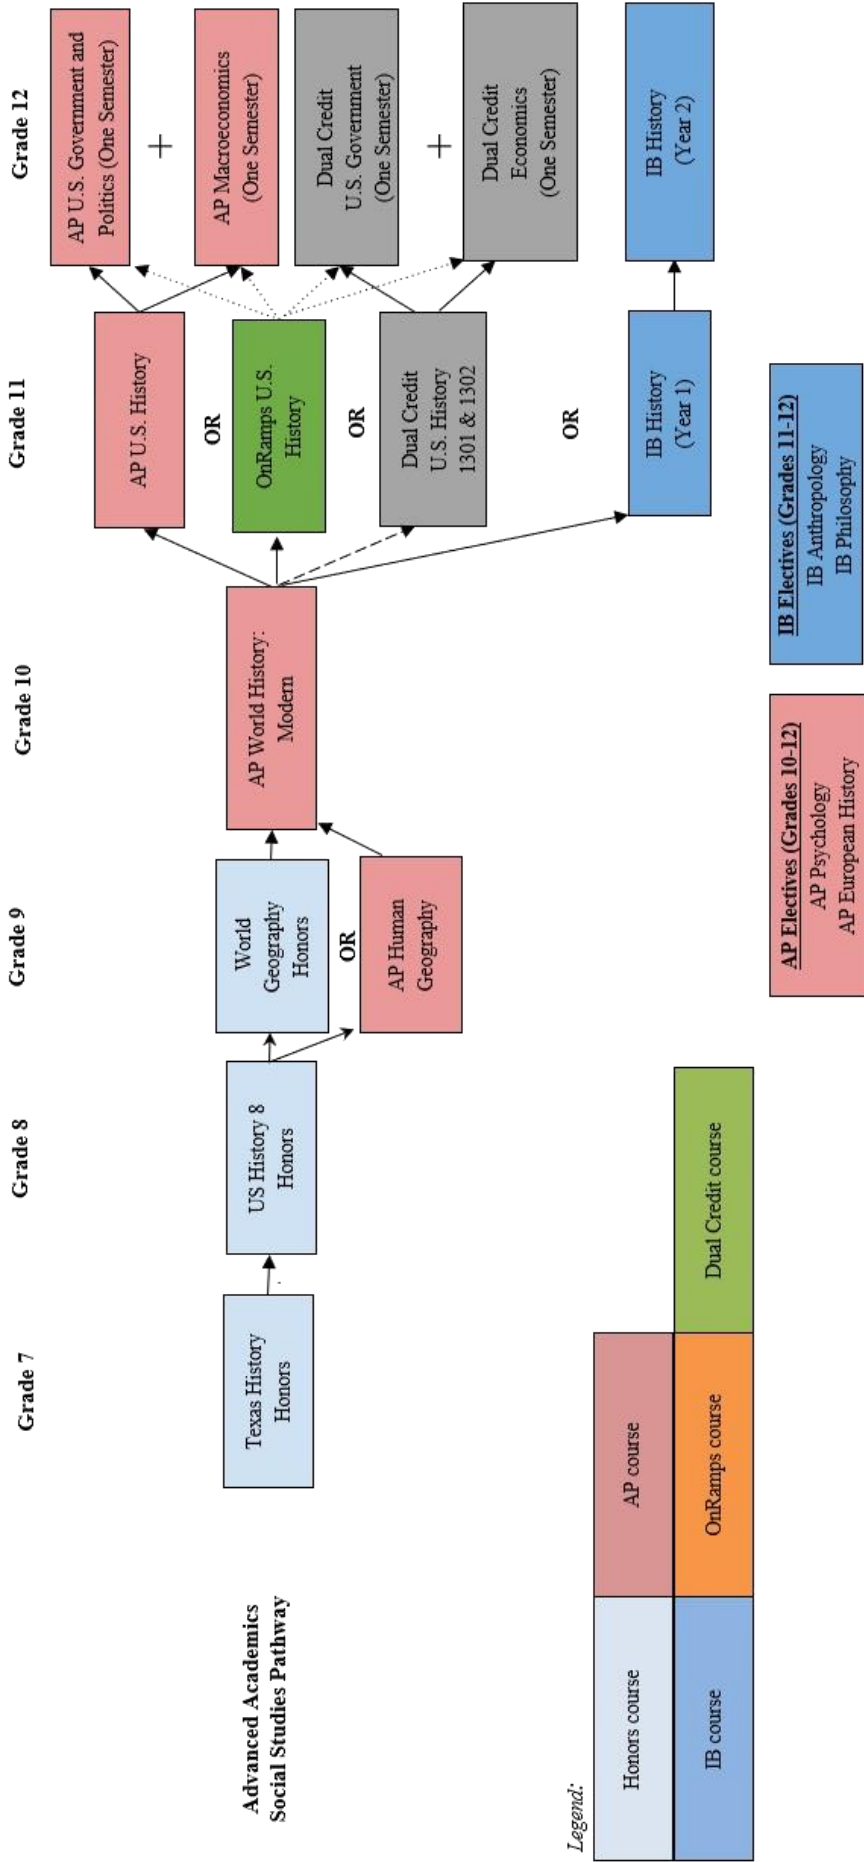 Advanced Academics
Social Studies Pathway
Grade 7
Grade 8
Grade 9
Grade 10
Grade 11
Grade 12
Texas History
Honors
US History 8
Honors
World
Geography
Honors
OR
AP Human
Geography
AP World History:
Modern
AP U.S. History
OR
OnRamps U.S.
History
OR
Dual Credit
U.S. History
1301 & 1302
OR
IB History
(Year 1)
AP U.S. Government and
Politics (One Semester)
+
AP Macroeconomics
(One Semester)
Dual Credit
U.S. Government
(One Semester)
+
Dual Credit
Economics
(One Semester)
IB History
(Year 2)
Legend:
Honors course
AP course
IB course
OnRamps course
Dual Credit course
AP Electives (Grades 10-12)
AP Psychology
AP European History
IB Electives (Grades 11-12)
IB Anthropology
IB Philosophy